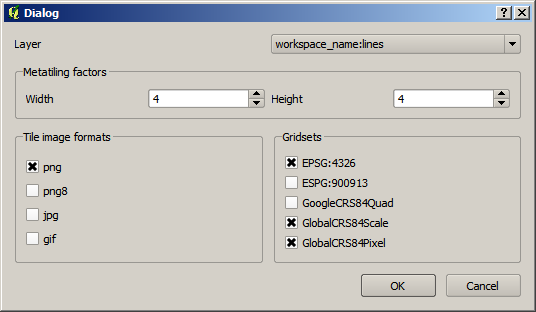 Dialog
Layer workspace_name:lines
Metatiling factors
Width 4 Height 4
Tile image formats
png
png8
jpg
gif
Gridsets
EPSG:4326
ESPG:900913
GoogleCRS84Quad
GlobalCRS84Scale
GlobalCRS84Pixel
OK Cancel